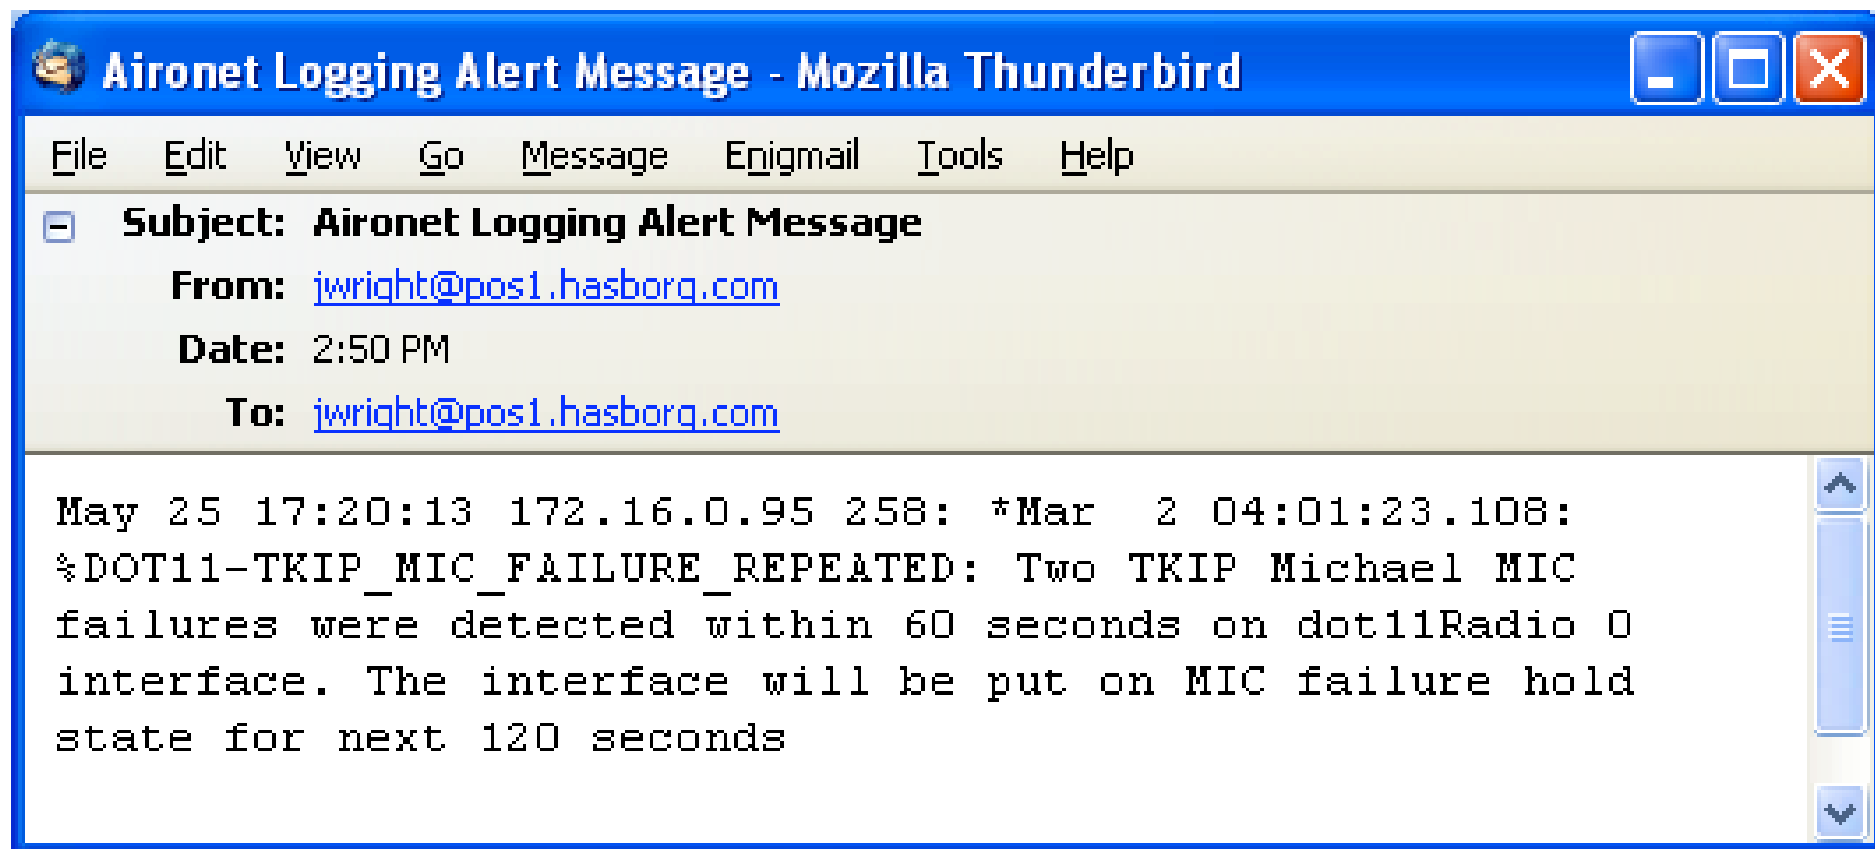 Aironet Logging Alert Message - Mozilla Thunderbird
File Edit View Go Message Enigmail Tools Help
Subject: Aironet Logging Alert Message
From: jwright@pos1.hasborg.com
Date: 2:50 PM
To: jwright@pos1.hasborg.com
May 25 17:20:13 172.16.0.95 258: *Mar  2 04:01:23.108:
%DOT11-TKIP_MIC_FAILURE_REPEATED: Two TKIP Michael MIC
failures were detected within 60 seconds on dot11Radio 0
interface. The interface will be put on MIC failure hold
state for next 120 seconds